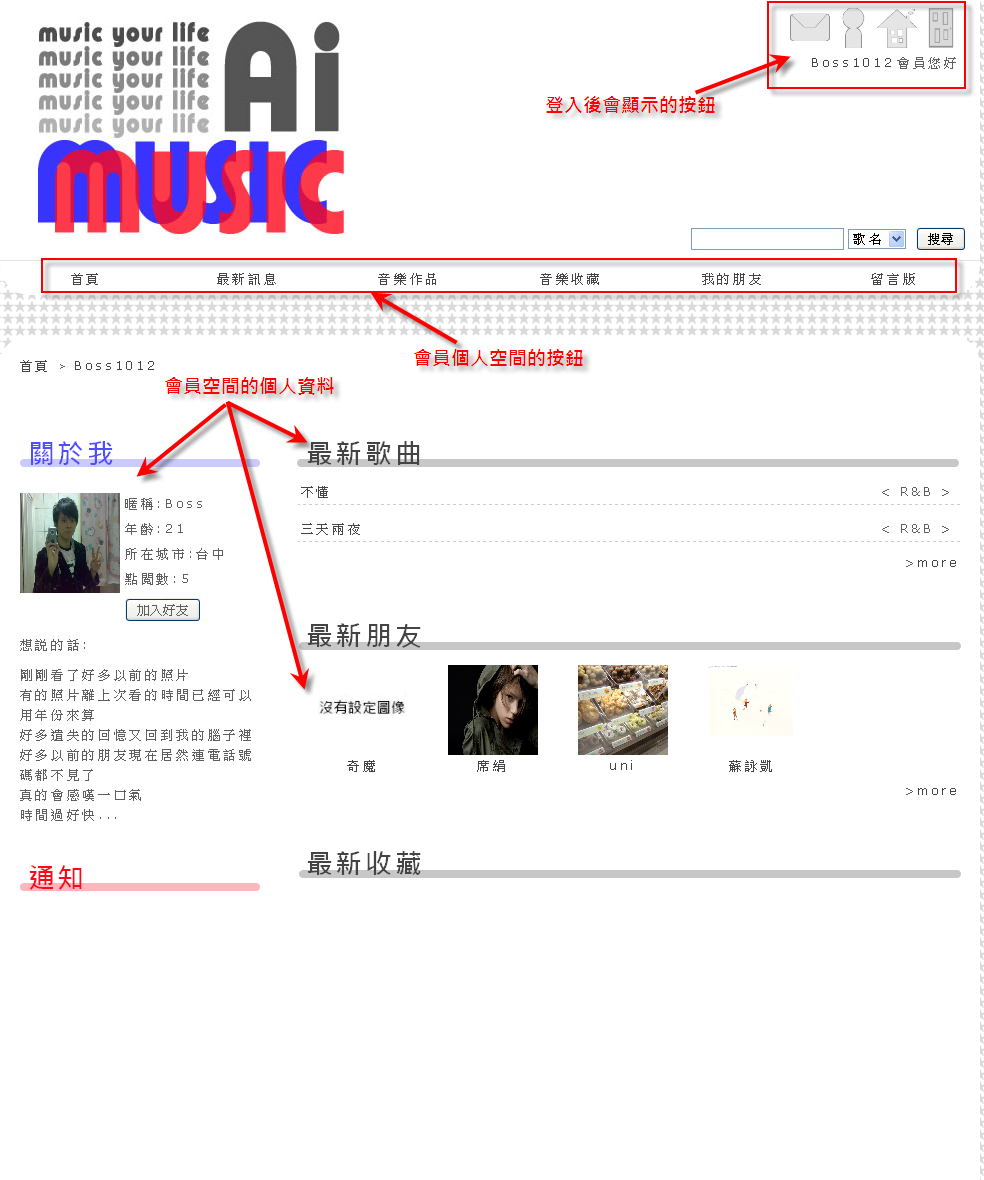 music your life
music your life
music your life
music your life
music your life
Ai
MUSIC
Boss1012會員您好
登入後會顯示的按鈕
歌名
搜尋
首頁 最新訊息 音樂作品 音樂收藏 我的朋友 留言版
會員個人空間的按鈕
首頁 > Boss1012
會員空間的個人資料
關於我
暱稱:Boss
年齡:21
所在城市:台中
點閱數:5
加入好友
想説的話:
剛剛看了好多以前的照片
有的照片離上次看的時間已經可以
用年份來算
好多遺失的回憶又回到我的腦子裡
好多以前的朋友現在居然連電話號
碼都不見了
真的會感嘆一口氣
時間過好快...
通知
最新歌曲
不懂 < R&B >
三天兩夜 < R&B >
>more
最新朋友
沒有設定圖像
奇魔 席絹 uni 蘇詠凱
>more
最新收藏